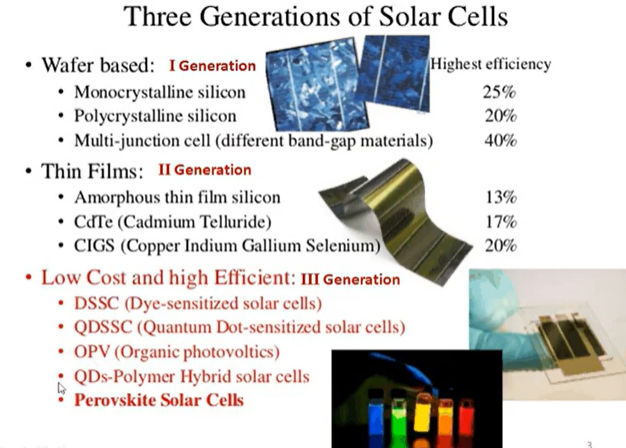 Three Generations of Solar Cells
• Wafer based: I Generation Highest efficiency
• Monocrystalline silicon 25%
• Polycrystalline silicon 20%
• Multi-junction cell (different band-gap materials) 40%
• Thin Films: II Generation
• Amorphous thin film silicon 13%
• CdTe (Cadmium Telluride) 17%
• CIGS (Copper Indium Gallium Selenium) 20%
• Low Cost and high Efficient: III Generation
• DSSC (Dye-sensitized solar cells)
• QDSSC (Quantum Dot-sensitized solar cells)
• OPV (Organic photovoltics)
• QDs-Polymer Hybrid solar cells
• Perovskite Solar Cells
3